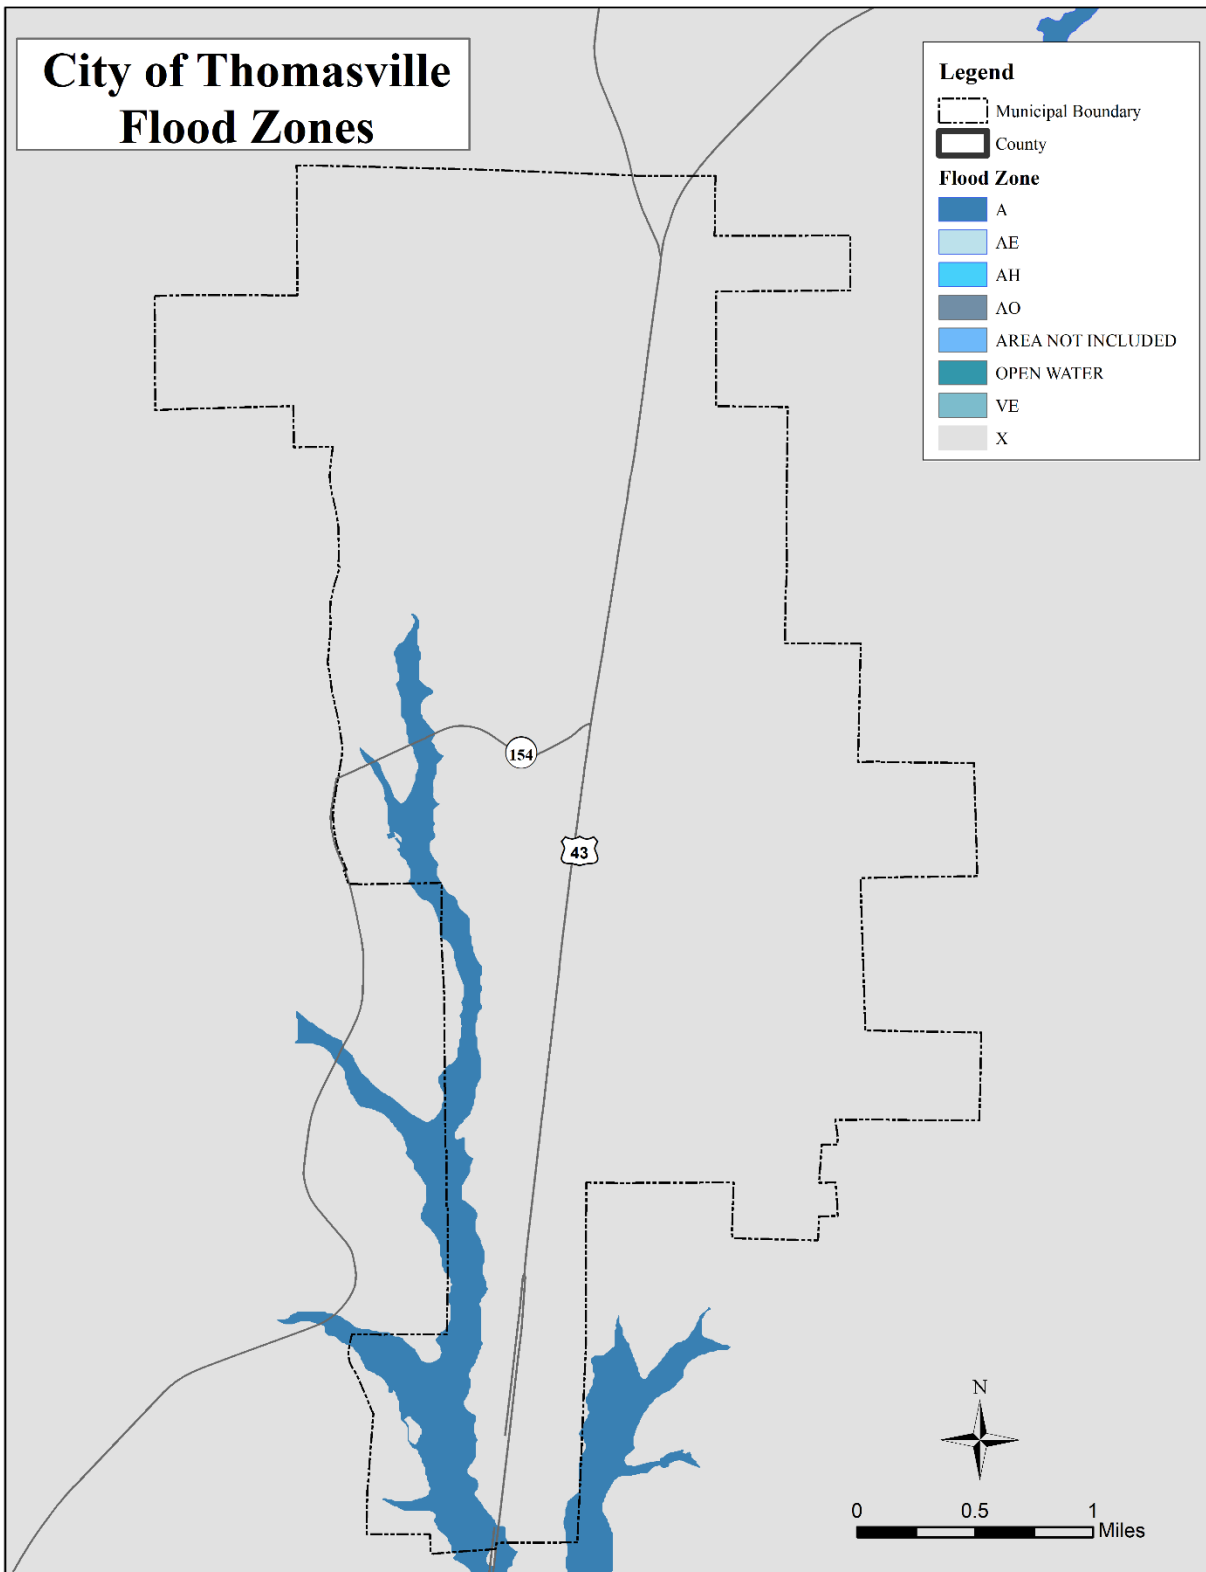 City of Thomasville
Flood Zones
Legend
Municipal Boundary
County
Flood Zone
A
AE
AH
AO
AREA NOT INCLUDED
OPEN WATER
VE
X
154
43
N
0 0.5 1
Miles